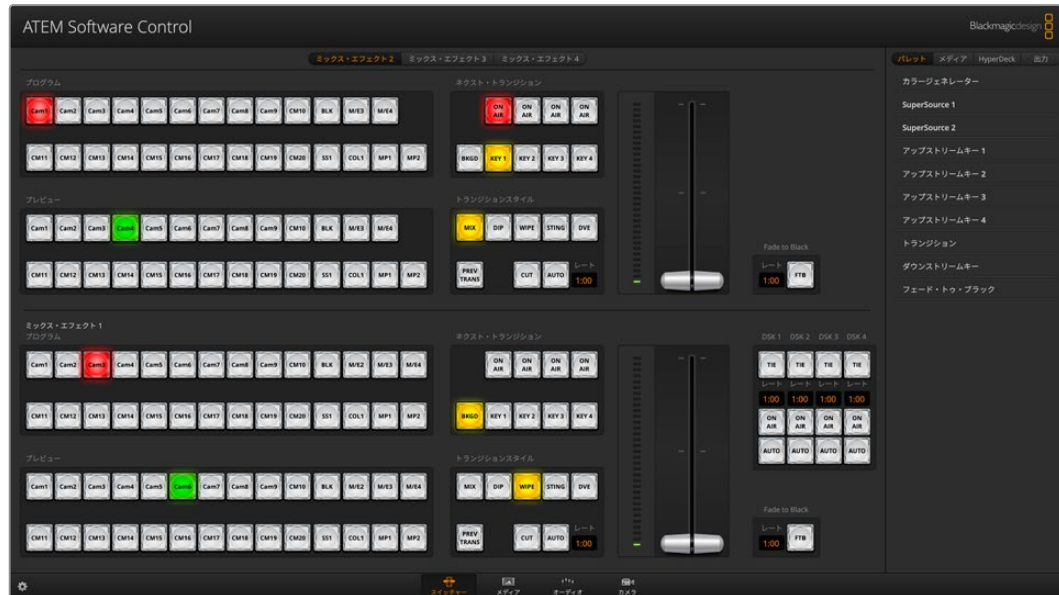 ATEM Software Control
Blackmagicdesign
ミックス・エフェクト 2 ミックス・エフェクト 3 ミックス・エフェクト 4
パレット メディア HyperDeck 出力
プログラム
Cam1 Cam2 Cam3 Cam4 Cam5 Cam6 Cam7 Cam8 Cam9 CM10 BLK M/E3 M/E4
CM11 CM12 CM13 CM14 CM15 CM16 CM17 CM18 CM19 CM20 SS1 COL1 MP1 MP2
ネクスト・トランジション
ON AIR ON AIR ON AIR ON AIR
BKGD KEY 1 KEY 2 KEY 3 KEY 4
プレビュー
Cam1 Cam2 Cam3 Cam4 Cam5 Cam6 Cam7 Cam8 Cam9 CM10 BLK M/E3 M/E4
CM11 CM12 CM13 CM14 CM15 CM16 CM17 CM18 CM19 CM20 SS1 COL1 MP1 MP2
トランジションスタイル
MIX DIP WIPE STING DVE
レート
PREV TRANS CUT AUTO 1:00
Fade to Black
レート
1:00 FTB
カラージェネレーター
SuperSource 1
SuperSource 2
アップストリームキー 1
アップストリームキー 2
アップストリームキー 3
アップストリームキー 4
トランジション
ダウンストリームキー
フェード・トゥ・ブラック
ミックス・エフェクト 1
プログラム
Cam1 Cam2 Cam3 Cam4 Cam5 Cam6 Cam7 Cam8 Cam9 CM10 BLK M/E2 M/E3 M/E4
CM11 CM12 CM13 CM14 CM15 CM16 CM17 CM18 CM19 CM20 SS1 COL1 MP1 MP2
ネクスト・トランジション
ON AIR ON AIR ON AIR ON AIR
BKGD KEY 1 KEY 2 KEY 3 KEY 4
プレビュー
Cam1 Cam2 Cam3 Cam4 Cam5 Cam6 Cam7 Cam8 Cam9 CM10 BLK M/E2 M/E3 M/E4
CM11 CM12 CM13 CM14 CM15 CM16 CM17 CM18 CM19 CM20 SS1 COL1 MP1 MP2
トランジションスタイル
MIX DIP WIPE STING DVE
レート
PREV TRANS CUT AUTO 1:00
DSK 1 DSK 2 DSK 3 DSK 4
TIE TIE TIE TIE
レート レート レート レート
1:00 1:00 1:00 1:00
ON AIR ON AIR ON AIR ON AIR
AUTO AUTO AUTO AUTO
Fade to Black
レート
1:00 FTB
スイッチャー メディア オーディオ カメラ